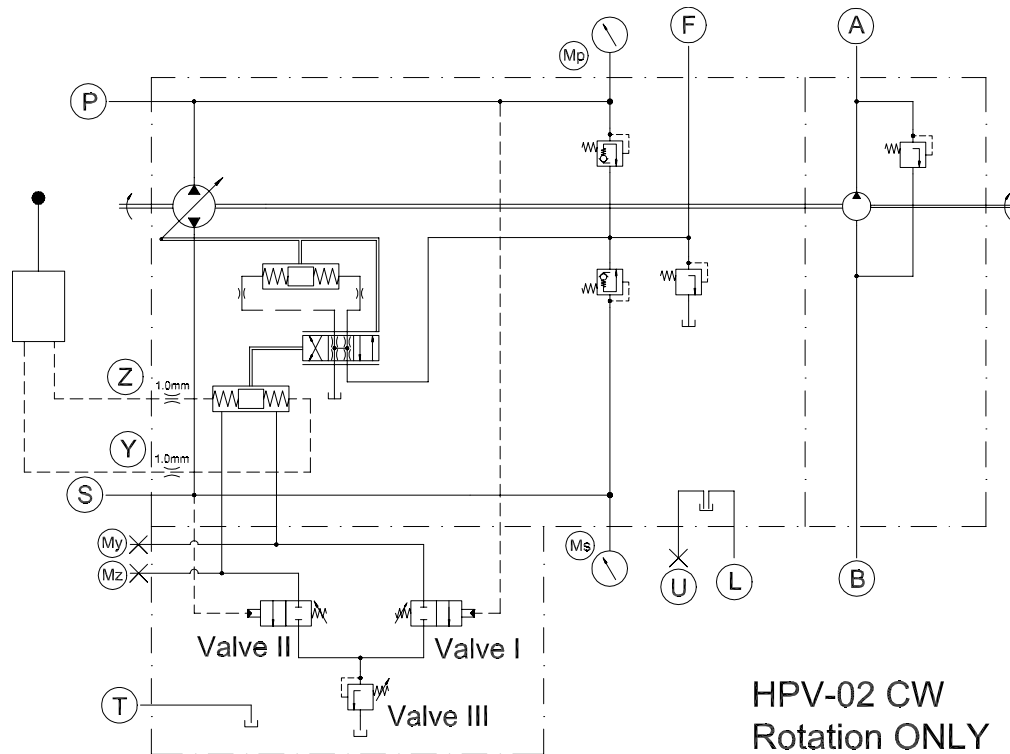 Mp
F
A
P
Z
1.0mm
Y
1.0mm
S
My
Ms
Mz
U
L
B
Valve II
Valve I
T
Valve III
HPV-02 CW
Rotation ONLY